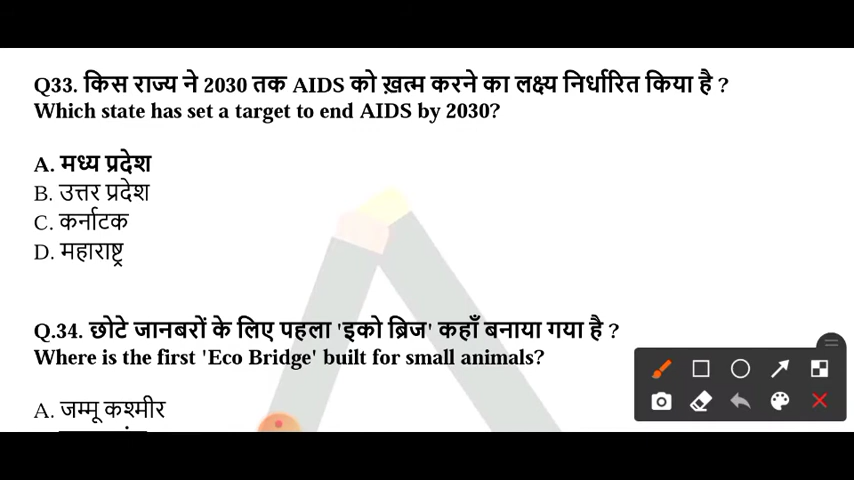 Q33. किस राज्य ने 2030 तक AIDS को ख़त्म करने का लक्ष्य निर्धारित किया है ?
Which state has set a target to end AIDS by 2030?
A. मध्य प्रदेश
B. उत्तर प्रदेश
C. कर्नाटक
D. महाराष्ट्र
Q.34. छोटे जानबरों के लिए पहला 'इको ब्रिज' कहाँ बनाया गया है ?
Where is the first 'Eco Bridge' built for small animals?
A. जम्मू कश्मीर